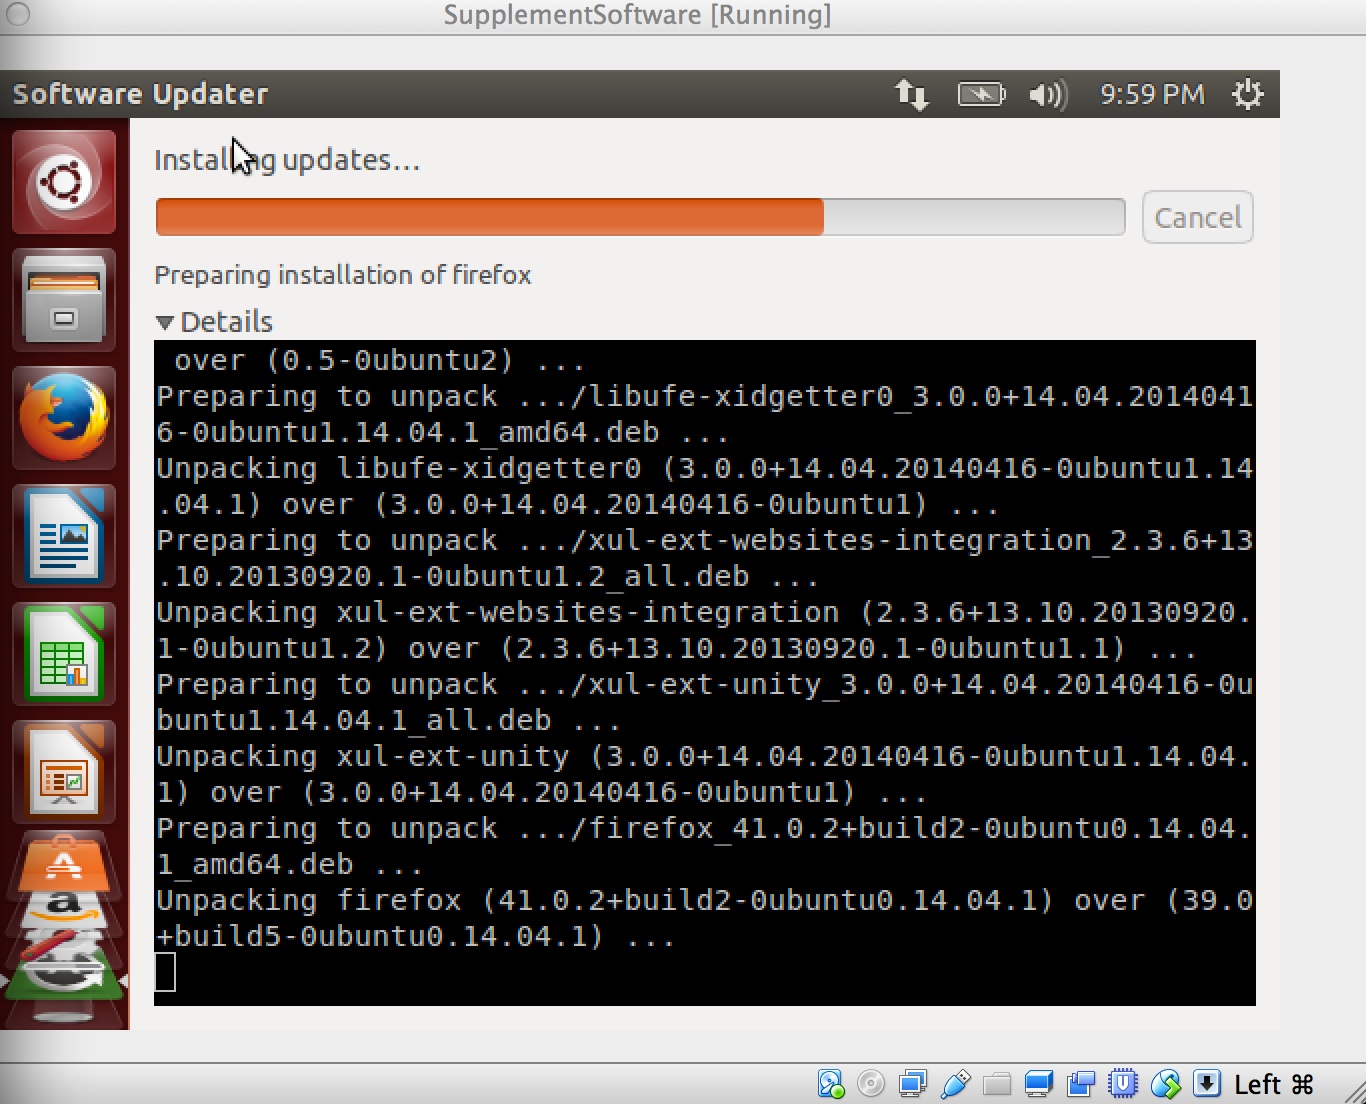 SupplementSoftware [Running]
Software Updater
9:59 PM
Installing updates...
Cancel
Preparing installation of firefox
Details
over (0.5-0ubuntu2) ...
Preparing to unpack .../libufe-xidgetter0_3.0.0+14.04.2014041
6-0ubuntu1.14.04.1_amd64.deb ...
Unpacking libufe-xidgetter0 (3.0.0+14.04.20140416-0ubuntu1.14
.04.1) over (3.0.0+14.04.20140416-0ubuntu1) ...
Preparing to unpack .../xul-ext-websites-integration_2.3.6+13
.10.20130920.1-0ubuntu1.2_all.deb ...
Unpacking xul-ext-websites-integration (2.3.6+13.10.20130920.
1-0ubuntu1.2) over (2.3.6+13.10.20130920.1-0ubuntu1.1) ...
Preparing to unpack .../xul-ext-unity_3.0.0+14.04.20140416-0u
buntu1.14.04.1_all.deb ...
Unpacking xul-ext-unity (3.0.0+14.04.20140416-0ubuntu1.14.04.
1) over (3.0.0+14.04.20140416-0ubuntu1) ...
Preparing to unpack .../firefox_41.0.2+build2-0ubuntu0.14.04.
1_amd64.deb ...
Unpacking firefox (41.0.2+build2-0ubuntu0.14.04.1) over (39.0
+build5-0ubuntu0.14.04.1) ...
Left ⌘